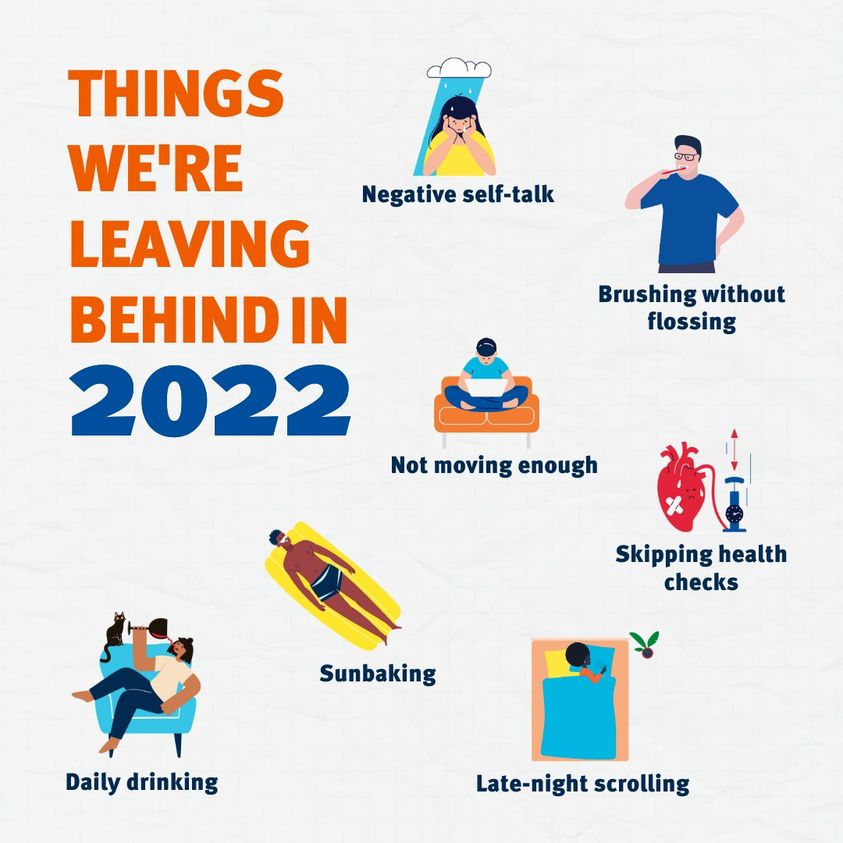 THINGS
WE'RE
LEAVING
BEHIND IN
2022
Negative self-talk
Brushing without
flossing
Not moving enough
Skipping health
checks
Sunbaking
Daily drinking
Late-night scrolling